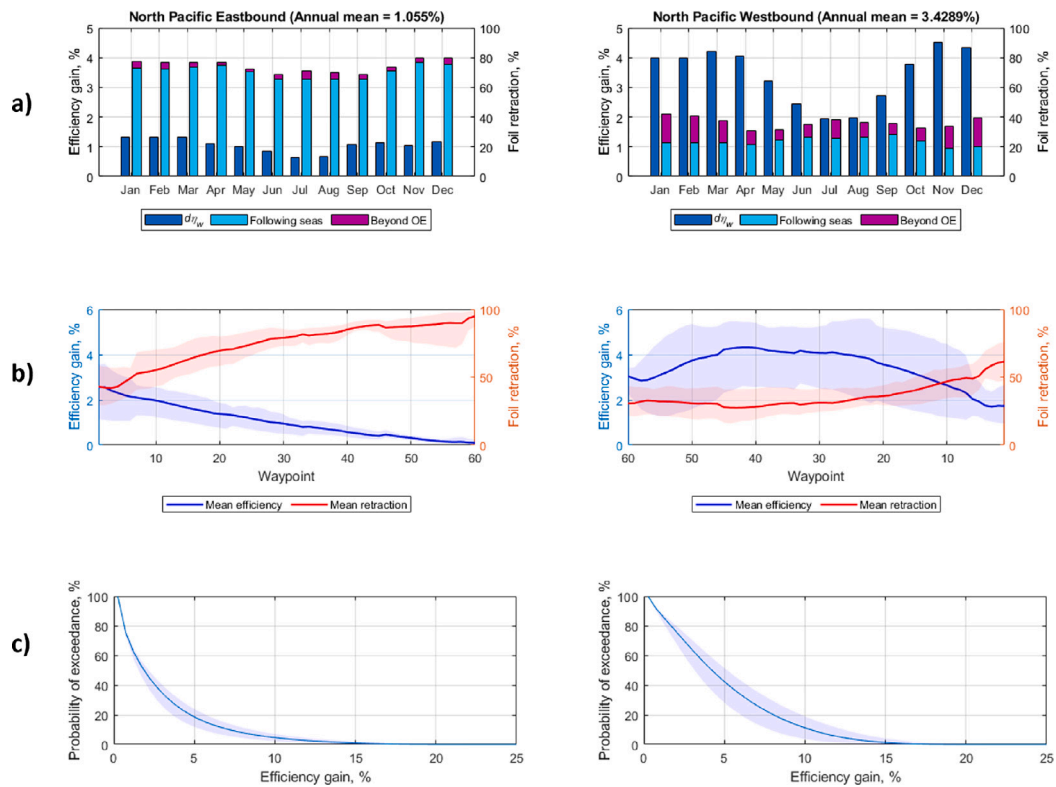 North Pacific Eastbound (Annual mean = 1.055%)
North Pacific Westbound (Annual mean = 3.4289%)
a)
Efficiency gain, %
5
4
3
2
1
0
Jan Feb Mar Apr May Jun Jul Aug Sep Oct Nov Dec
100
80
60
40
20
0
Foil retraction, %
dη_w Following seas Beyond OE
Efficiency gain, %
5
4
3
2
1
0
Jan Feb Mar Apr May Jun Jul Aug Sep Oct Nov Dec
100
80
60
40
20
0
Foil retraction, %
dη_w Following seas Beyond OE
b)
Efficiency gain, %
6
4
2
0
10 20 30 40 50 60
Waypoint
100
50
0
Foil retraction, %
Mean efficiency Mean retraction
Efficiency gain, %
6
4
2
0
60 50 40 30 20 10
Waypoint
100
50
0
Foil retraction, %
Mean efficiency Mean retraction
c)
Probability of exceedance, %
100
80
60
40
20
0
0 5 10 15 20 25
Efficiency gain, %
Probability of exceedance, %
100
80
60
40
20
0
0 5 10 15 20 25
Efficiency gain, %